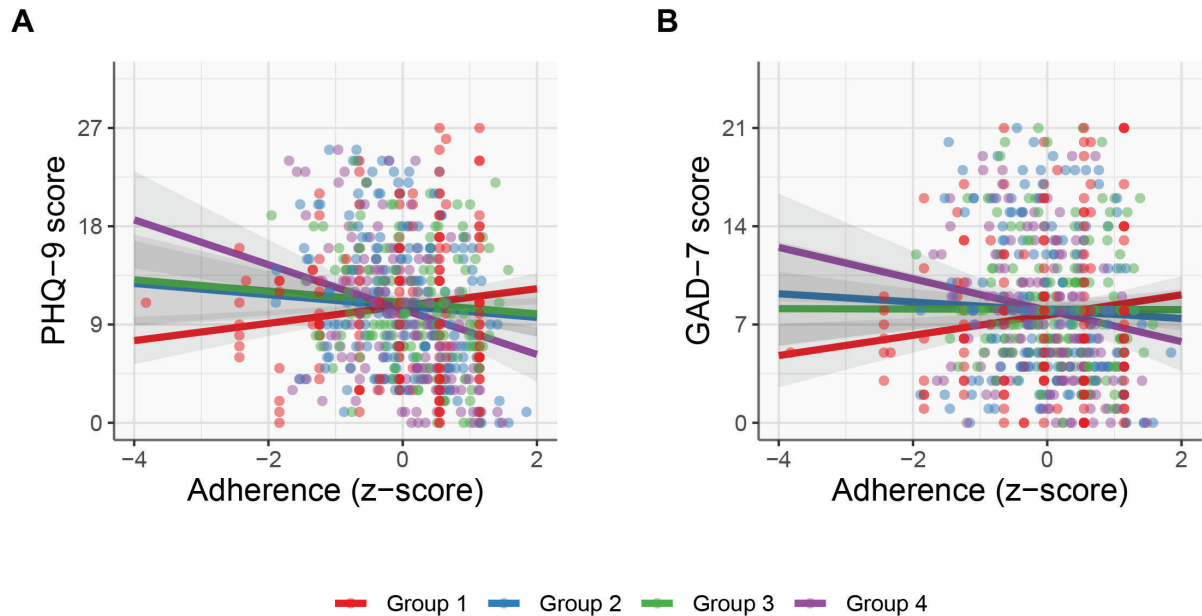 A
PHQ−9 score
27
18
9
0
−4
−2
0
2
Adherence (z−score)
B
GAD−7 score
21
14
7
0
−4
−2
0
2
Adherence (z−score)
Group 1
Group 2
Group 3
Group 4